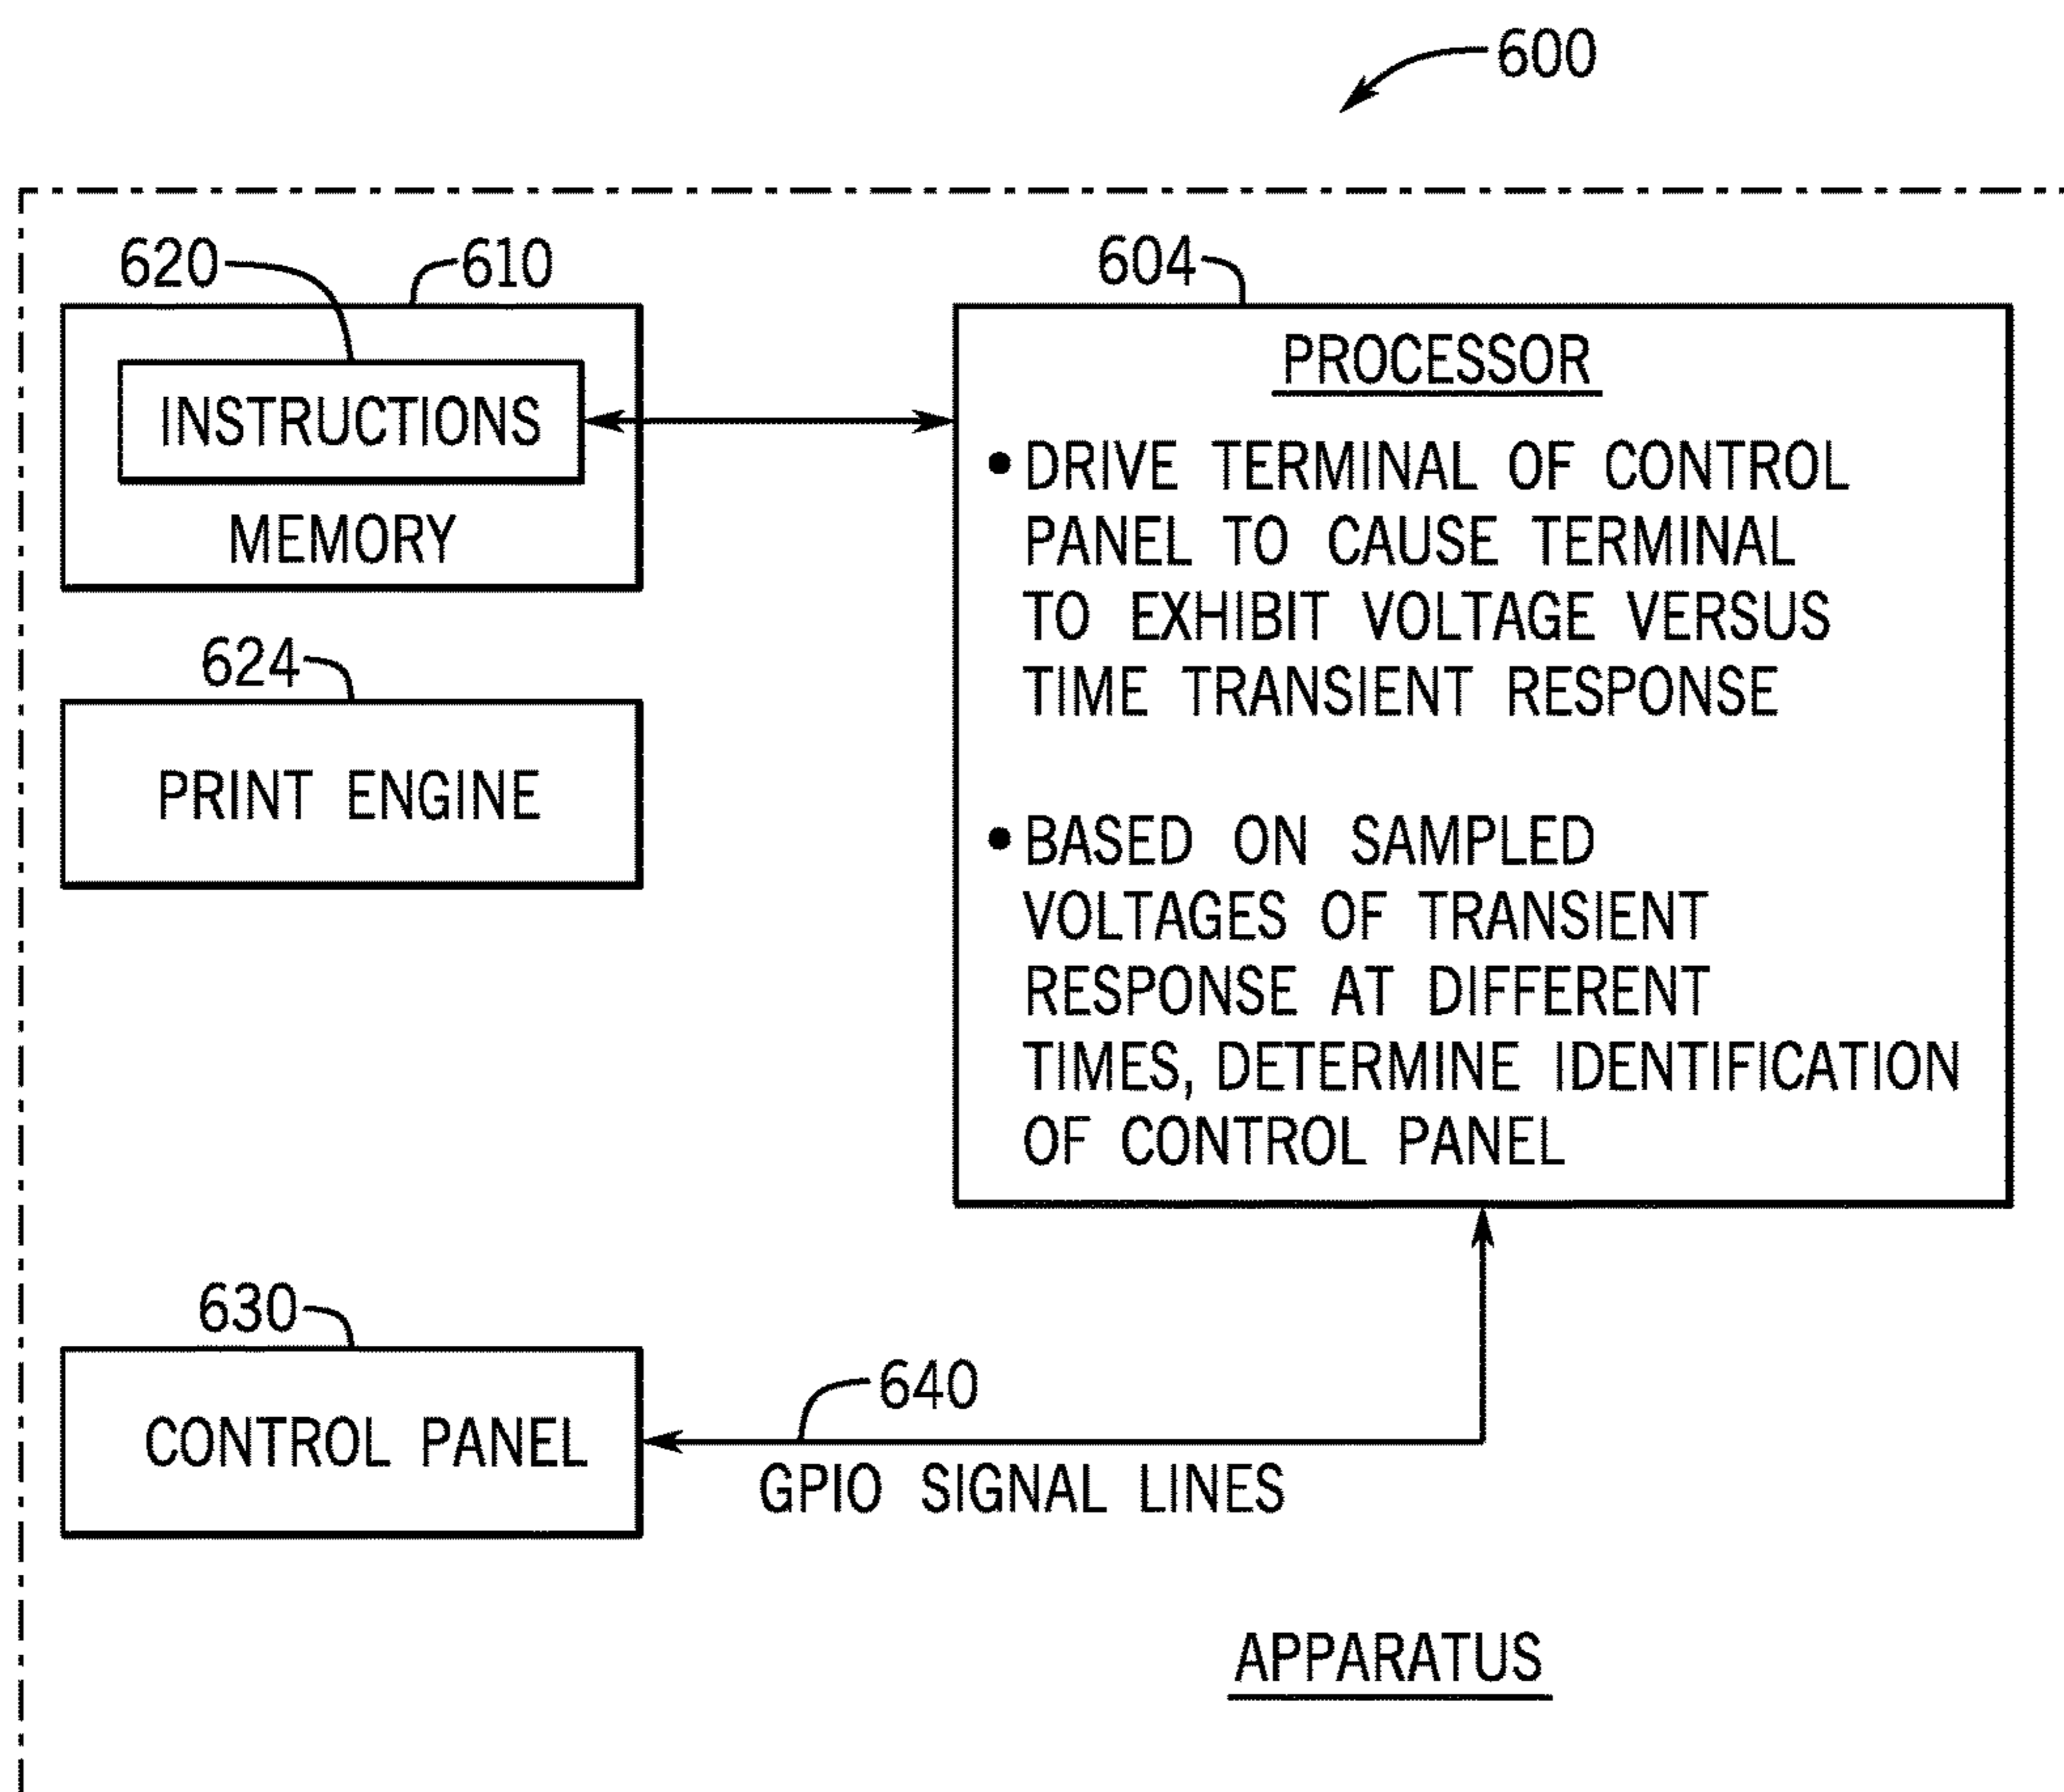 600
620
610
604
INSTRUCTIONS
MEMORY
PROCESSOR
• DRIVE TERMINAL OF CONTROL
PANEL TO CAUSE TERMINAL
TO EXHIBIT VOLTAGE VERSUS
TIME TRANSIENT RESPONSE
• BASED ON SAMPLED
VOLTAGES OF TRANSIENT
RESPONSE AT DIFFERENT
TIMES, DETERMINE IDENTIFICATION
OF CONTROL PANEL
624
PRINT ENGINE
630
CONTROL PANEL
640
GPIO SIGNAL LINES
APPARATUS